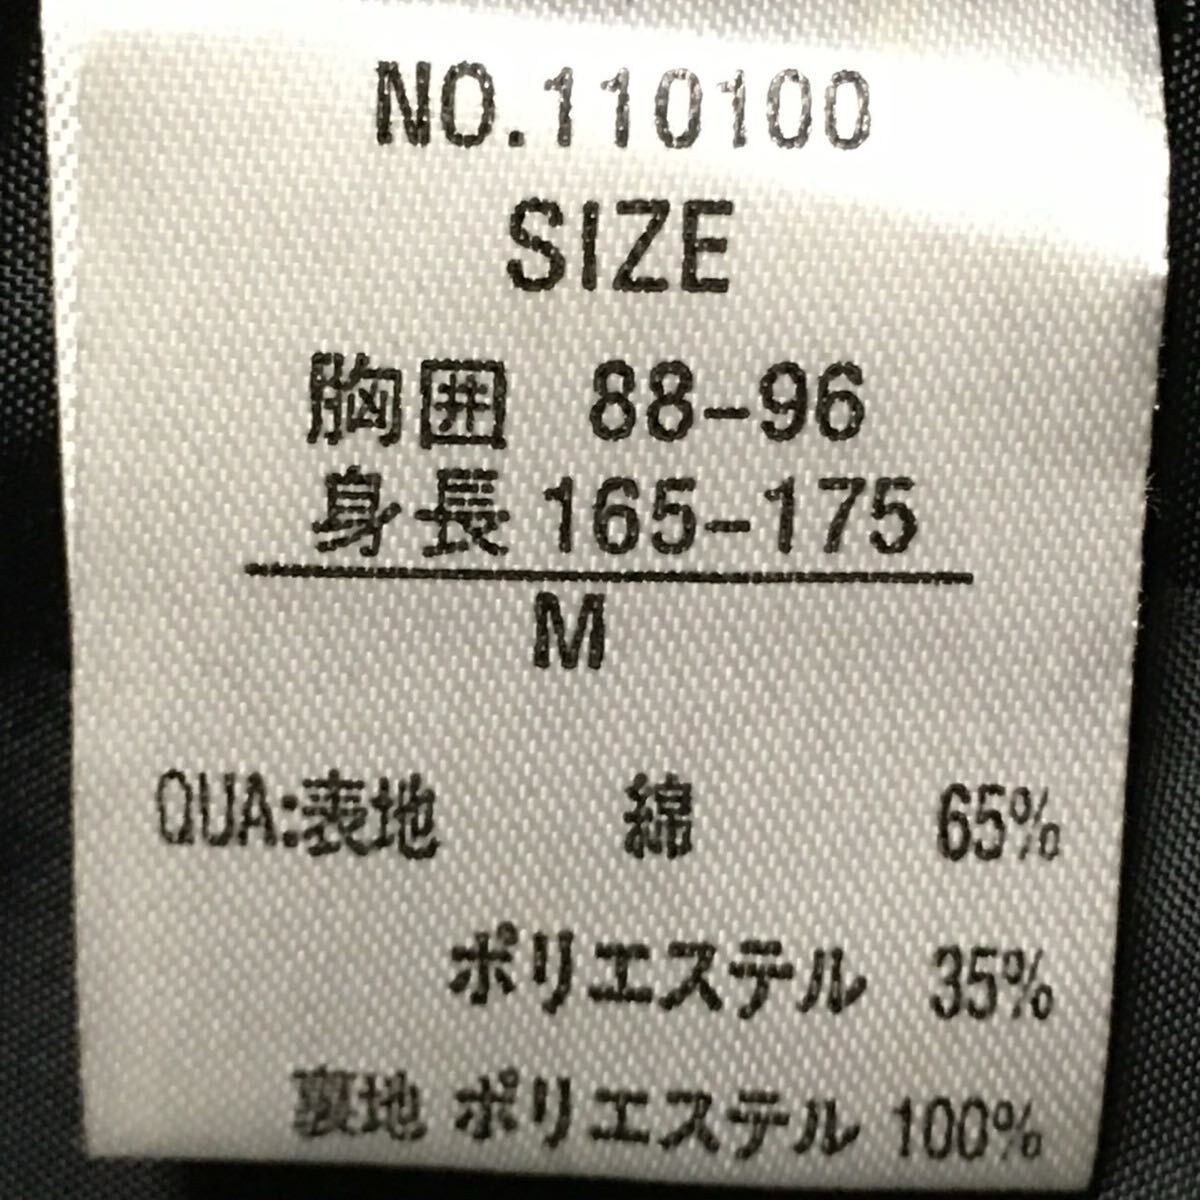 NO.110100
SIZE
胸囲 88-96
身長 165-175
M
QUA:表地 綿 65%
ポリエステル 35%
裏地 ポリエステル 100%